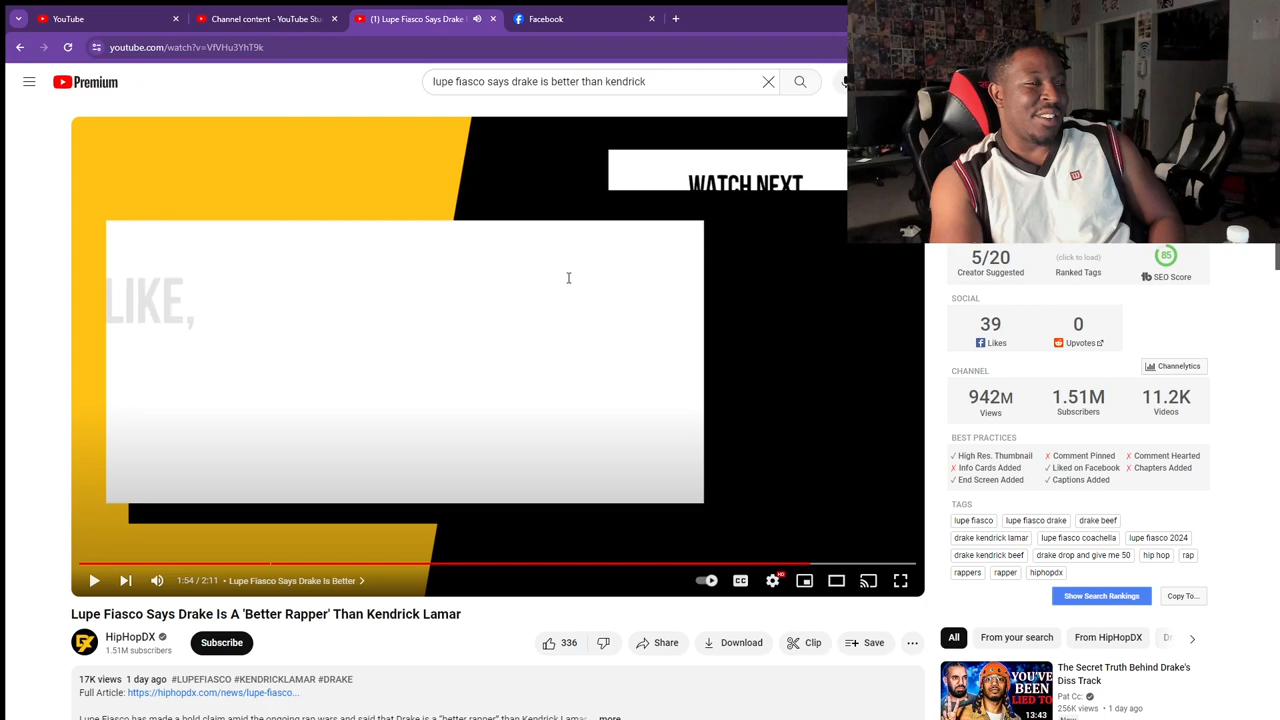 YouTube
Channel content - YouTube Stu
(1) Lupe Fiasco Says Drake I
Facebook
youtube.com/watch?v=VfVHu3YhT9k
Premium
lupe fiasco says drake is better than kendrick
WATCH NEXT
LIKE,
5/20
Creator Suggested
(click to load)
Ranked Tags
85
tb SEO Score
SOCIAL
39
Likes
0
Upvotes
CHANNEL
Channelytics
942M
Views
1.51M
Subscribers
11.2K
Videos
BEST PRACTICES
√ High Res. Thumbnail
✗ Comment Pinned
✗ Comment Hearted
✗ Info Cards Added
√ Liked on Facebook
✗ Chapters Added
√ End Screen Added
√ Captions Added
TAGS
lupe fiasco
lupe fiasco drake
drake beef
drake kendrick lamar
lupe fiasco coachella
lupe fiasco 2024
drake kendrick beef
drake drop and give me 50
hip hop
rap
rappers
rapper
hiphopdx
Show Search Rankings
Copy To...
1:54 / 2:11 • Lupe Fiasco Says Drake Is Better
CC
HD
Lupe Fiasco Says Drake Is A 'Better Rapper' Than Kendrick Lamar
HipHopDX
1.51M subscribers
Subscribe
336
Share
Download
Clip
Save
All
From your search
From HipHopDX
Dr
17K views 1 day ago #LUPEFIASCO #KENDRICKLAMAR #DRAKE
Full Article: https://hiphopdx.com/news/lupe-fiasco...
Lupe Fiasco has made a bold claim amid the ongoing rap wars and said that Drake is a "better rapper" than Kendrick Lamar ...more
YOU'VE
BEEN
LIED TO
13:43
The Secret Truth Behind Drake's
Diss Track
Pat Cc:
256K views • 1 day ago
New